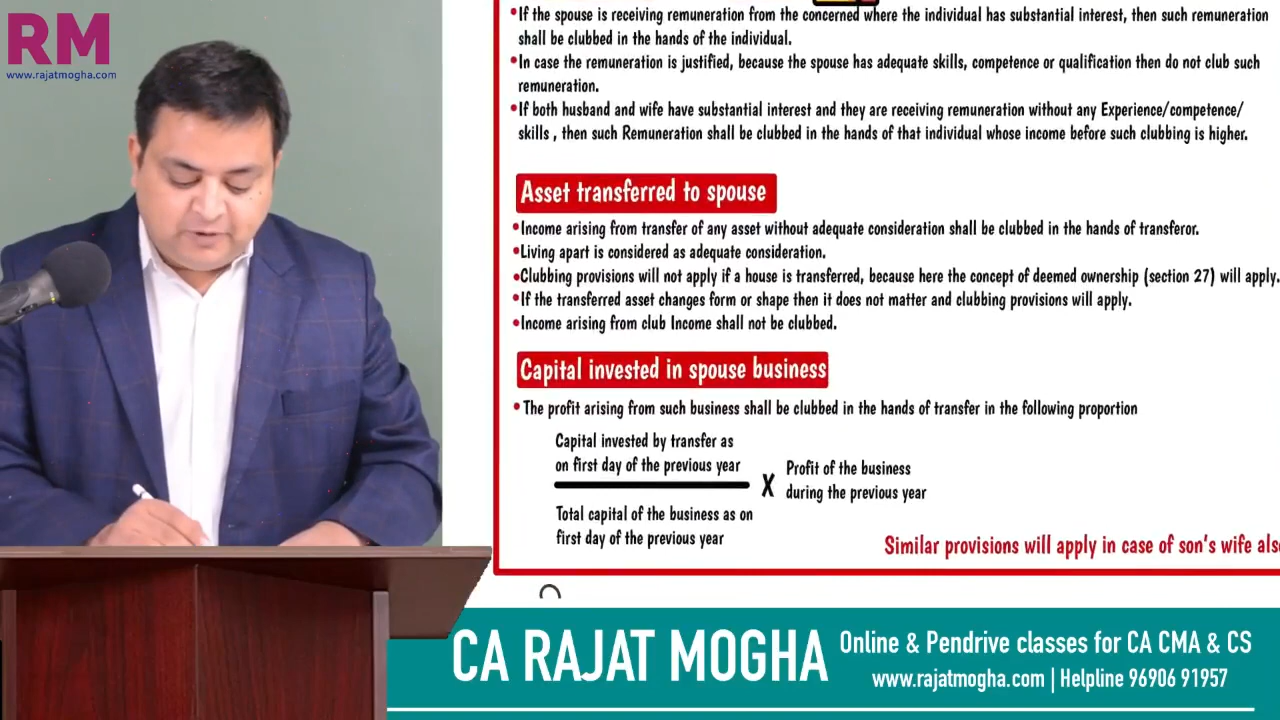 RM
www.rajatmogha.com
•If the spouse is receiving remuneration from the concerned where the individual has substantial interest, then such remuneration
shall be clubbed in the hands of the individual.
•In case the remuneration is justified, because the spouse has adequate skills, competence or qualification then do not club such
remuneration.
•If both husband and wife have substantial interest and they are receiving remuneration without any Experience/competence/
skills , then such Remuneration shall be clubbed in the hands of that individual whose income before such clubbing is higher.
Asset transferred to spouse
•Income arising from transfer of any asset without adequate consideration shall be clubbed in the hands of transferor.
•Living apart is considered as adequate consideration.
•Clubbing provisions will not apply if a house is transferred, because here the concept of deemed ownership (section 27) will apply.
•If the transferred asset changes form or shape then it does not matter and clubbing provisions will apply.
•Income arising from club Income shall not be clubbed.
Capital invested in spouse business
• The profit arising from such business shall be clubbed in the hands of transfer in the following proportion
Capital invested by transfer as
on first day of the previous year
X
Profit of the business
during the previous year
Total capital of the business as on
first day of the previous year
Similar provisions will apply in case of son's wife als
CA RAJAT MOGHA
Online & Pendrive classes for CA CMA & CS
www.rajatmogha.com | Helpline 96906 91957